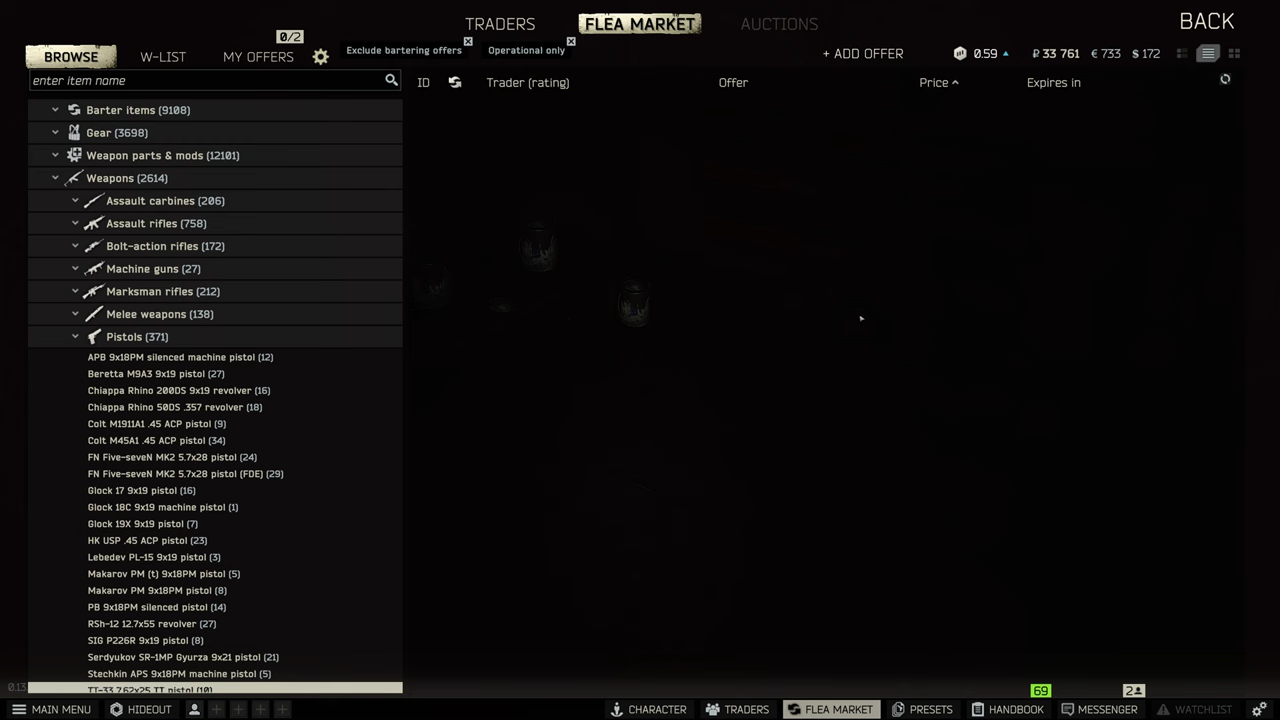 TRADERS
FLEA MARKET
AUCTIONS
BACK
0/2
BROWSE
W-LIST
MY OFFERS
Exclude bartering offers
Operational only
+ ADD OFFER
0.59
₽ 33 761
€ 733
$ 172
enter item name
ID
Trader (rating)
Offer
Price
Expires in
Barter items (9108)
Gear (3698)
Weapon parts & mods (12101)
Weapons (2614)
Assault carbines (206)
Assault rifles (758)
Bolt-action rifles (172)
Machine guns (27)
Marksman rifles (212)
Melee weapons (138)
Pistols (371)
APB 9x18PM silenced machine pistol (12)
Beretta M9A3 9x19 pistol (27)
Chiappa Rhino 200DS 9x19 revolver (16)
Chiappa Rhino 50DS .357 revolver (18)
Colt M1911A1 .45 ACP pistol (9)
Colt M45A1 .45 ACP pistol (34)
FN Five-seveN MK2 5.7x28 pistol (24)
FN Five-seveN MK2 5.7x28 pistol (FDE) (29)
Glock 17 9x19 pistol (16)
Glock 18C 9x19 machine pistol (1)
Glock 19X 9x19 pistol (7)
HK USP .45 ACP pistol (23)
Lebedev PL-15 9x19 pistol (3)
Makarov PM (t) 9x18PM pistol (5)
Makarov PM 9x18PM pistol (8)
PB 9x18PM silenced pistol (14)
RSh-12 12.7x55 revolver (27)
SIG P226R 9x19 pistol (8)
Serdyukov SR-1MP Gyurza 9x21 pistol (21)
Stechkin APS 9x18PM machine pistol (5)
TT-33 7.62x25 TT pistol (10)
0.13
69
2
MAIN MENU
HIDEOUT
CHARACTER
TRADERS
FLEA MARKET
PRESETS
HANDBOOK
MESSENGER
WATCHLIST